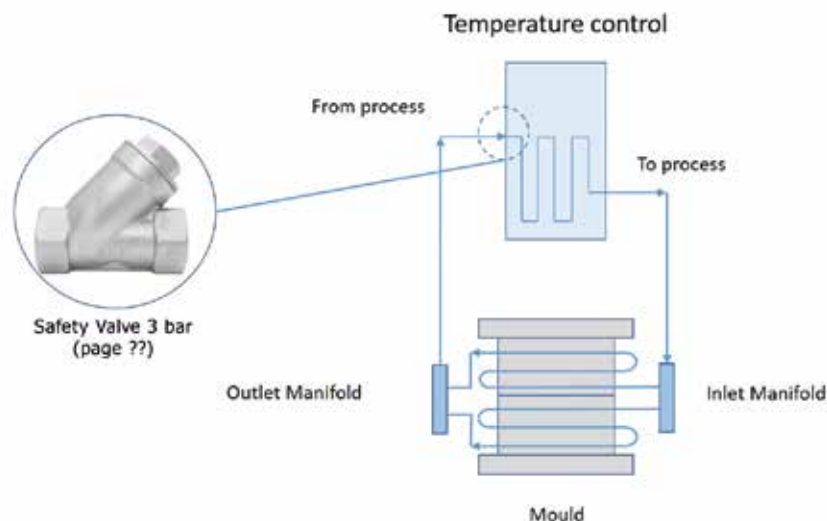 Temperature control
From process
To process
Safety Valve 3 bar
(page ??)
Outlet Manifold
Inlet Manifold
Mould